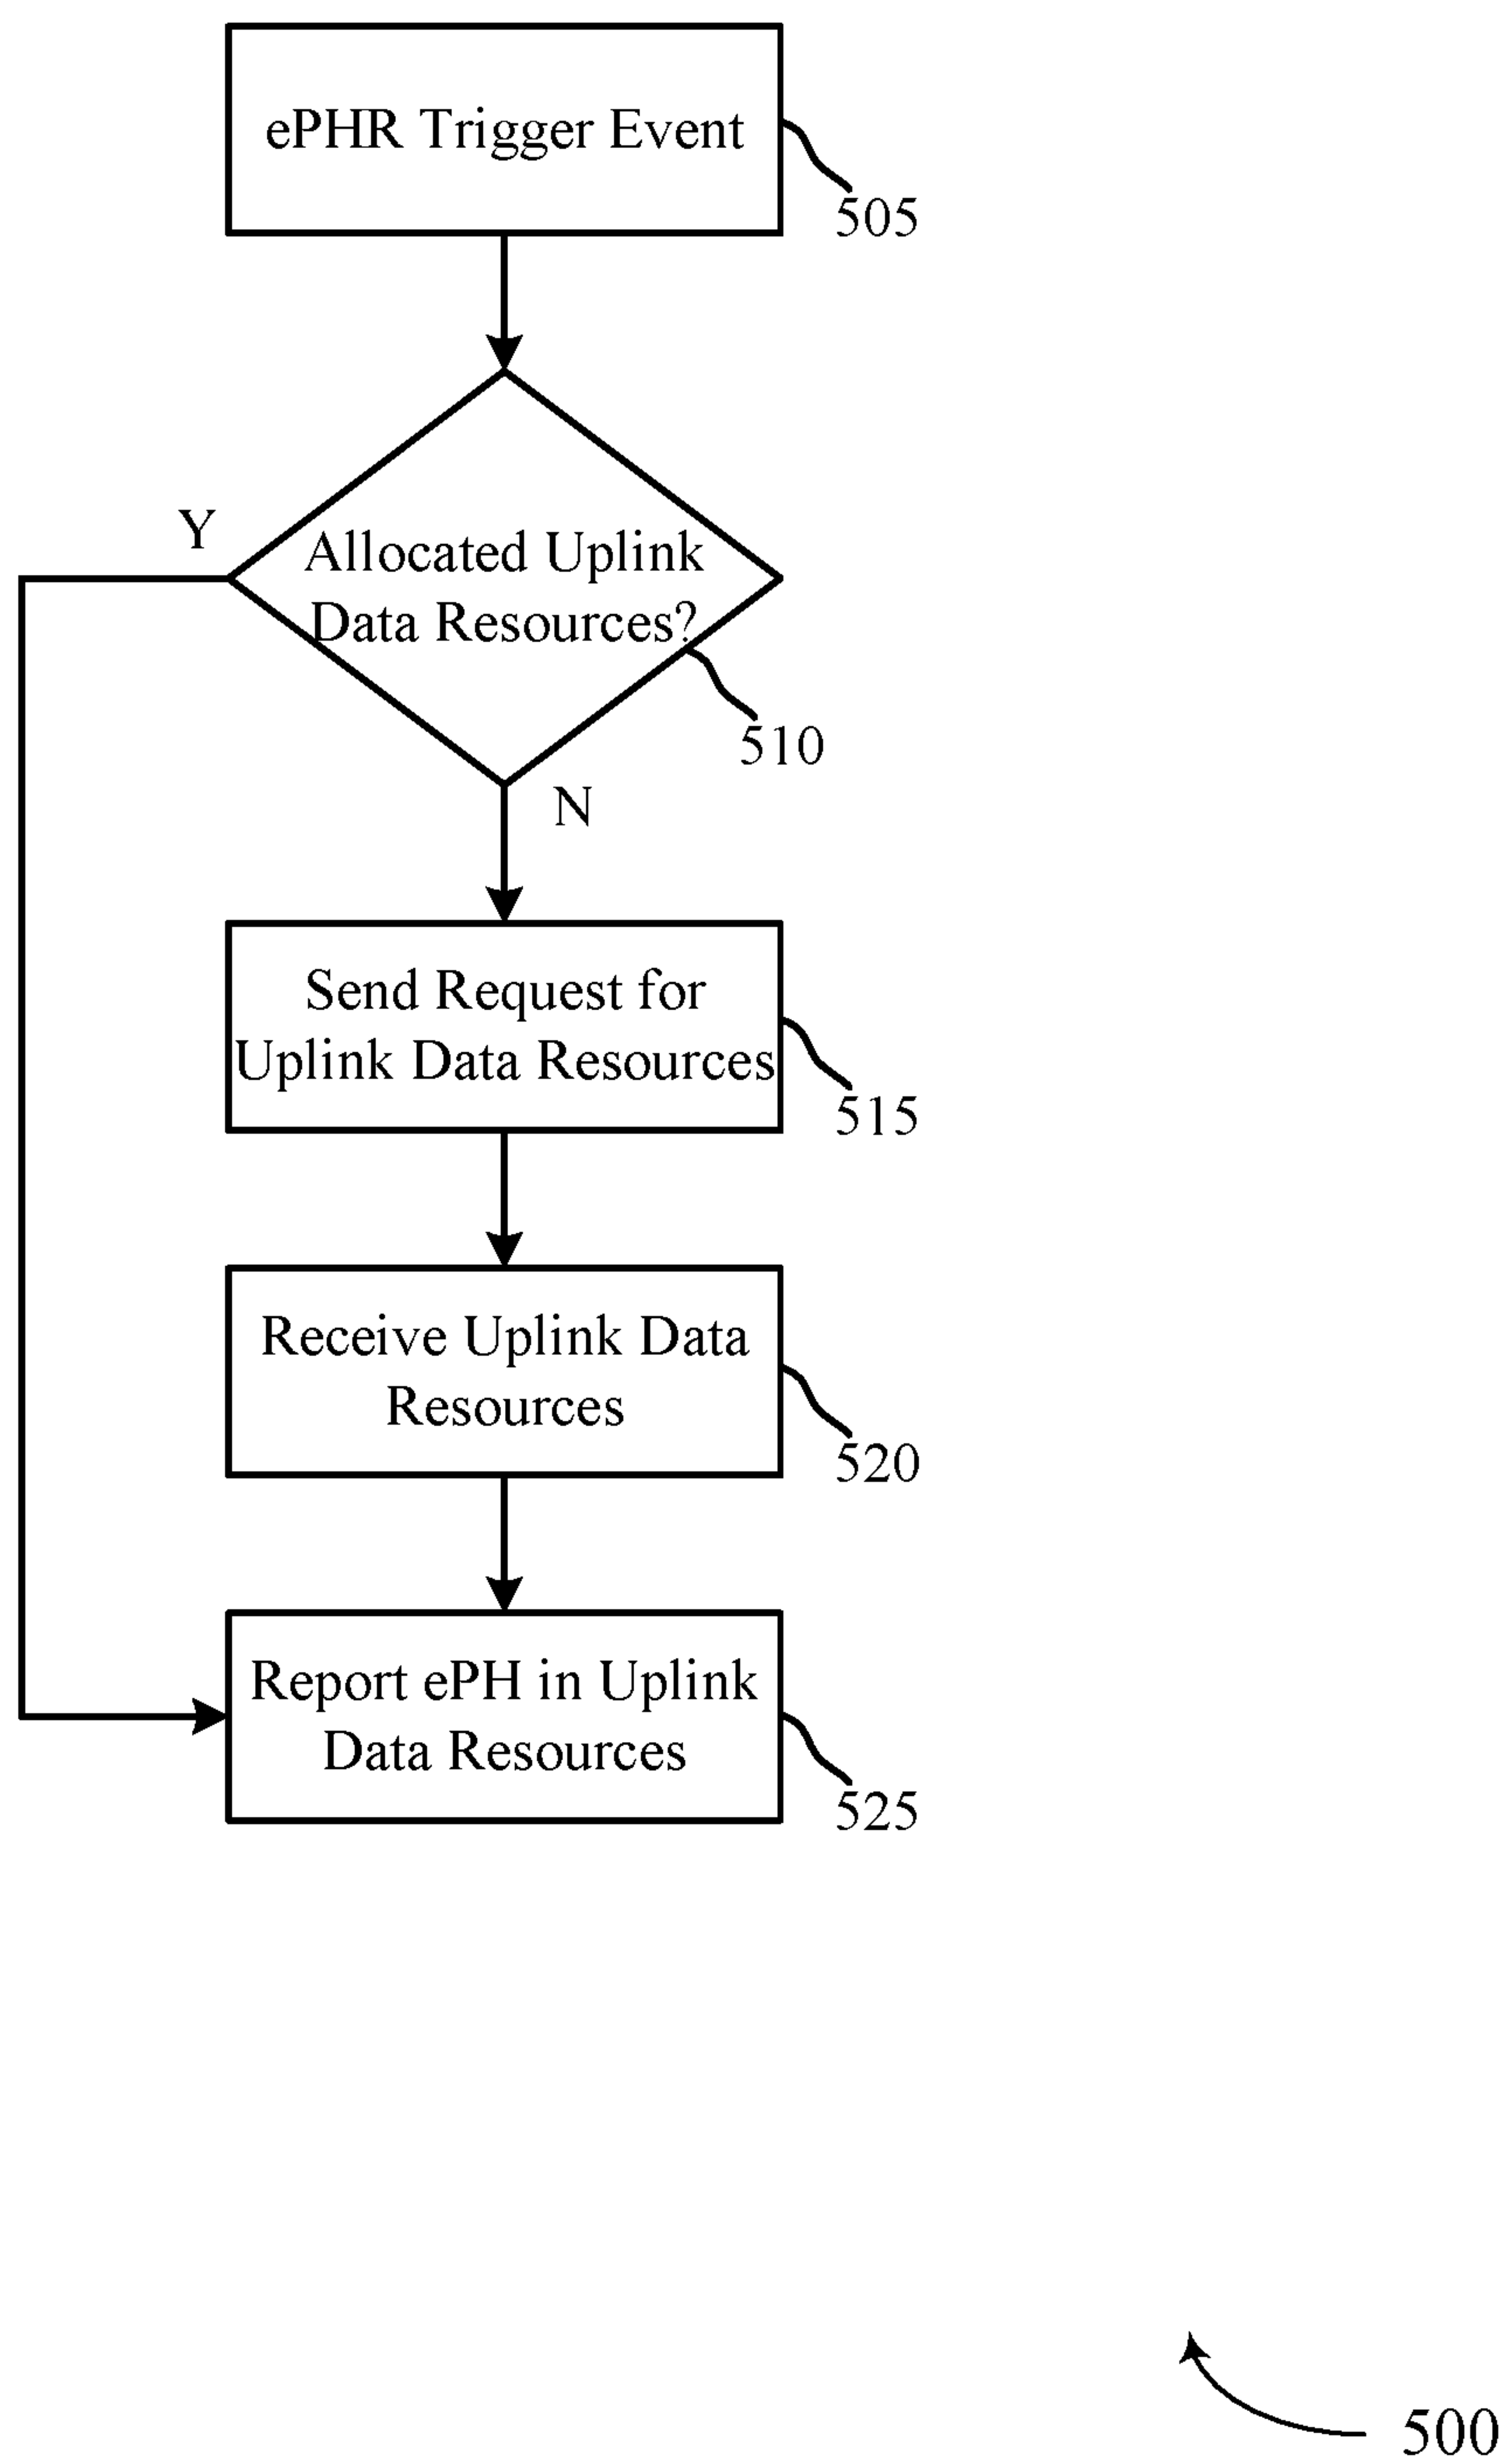 ePHR Trigger Event
505
Y
Allocated Uplink
Data Resources?
510
N
Send Request for
Uplink Data Resources
515
Receive Uplink Data
Resources
520
Report ePH in Uplink
Data Resources
525
500